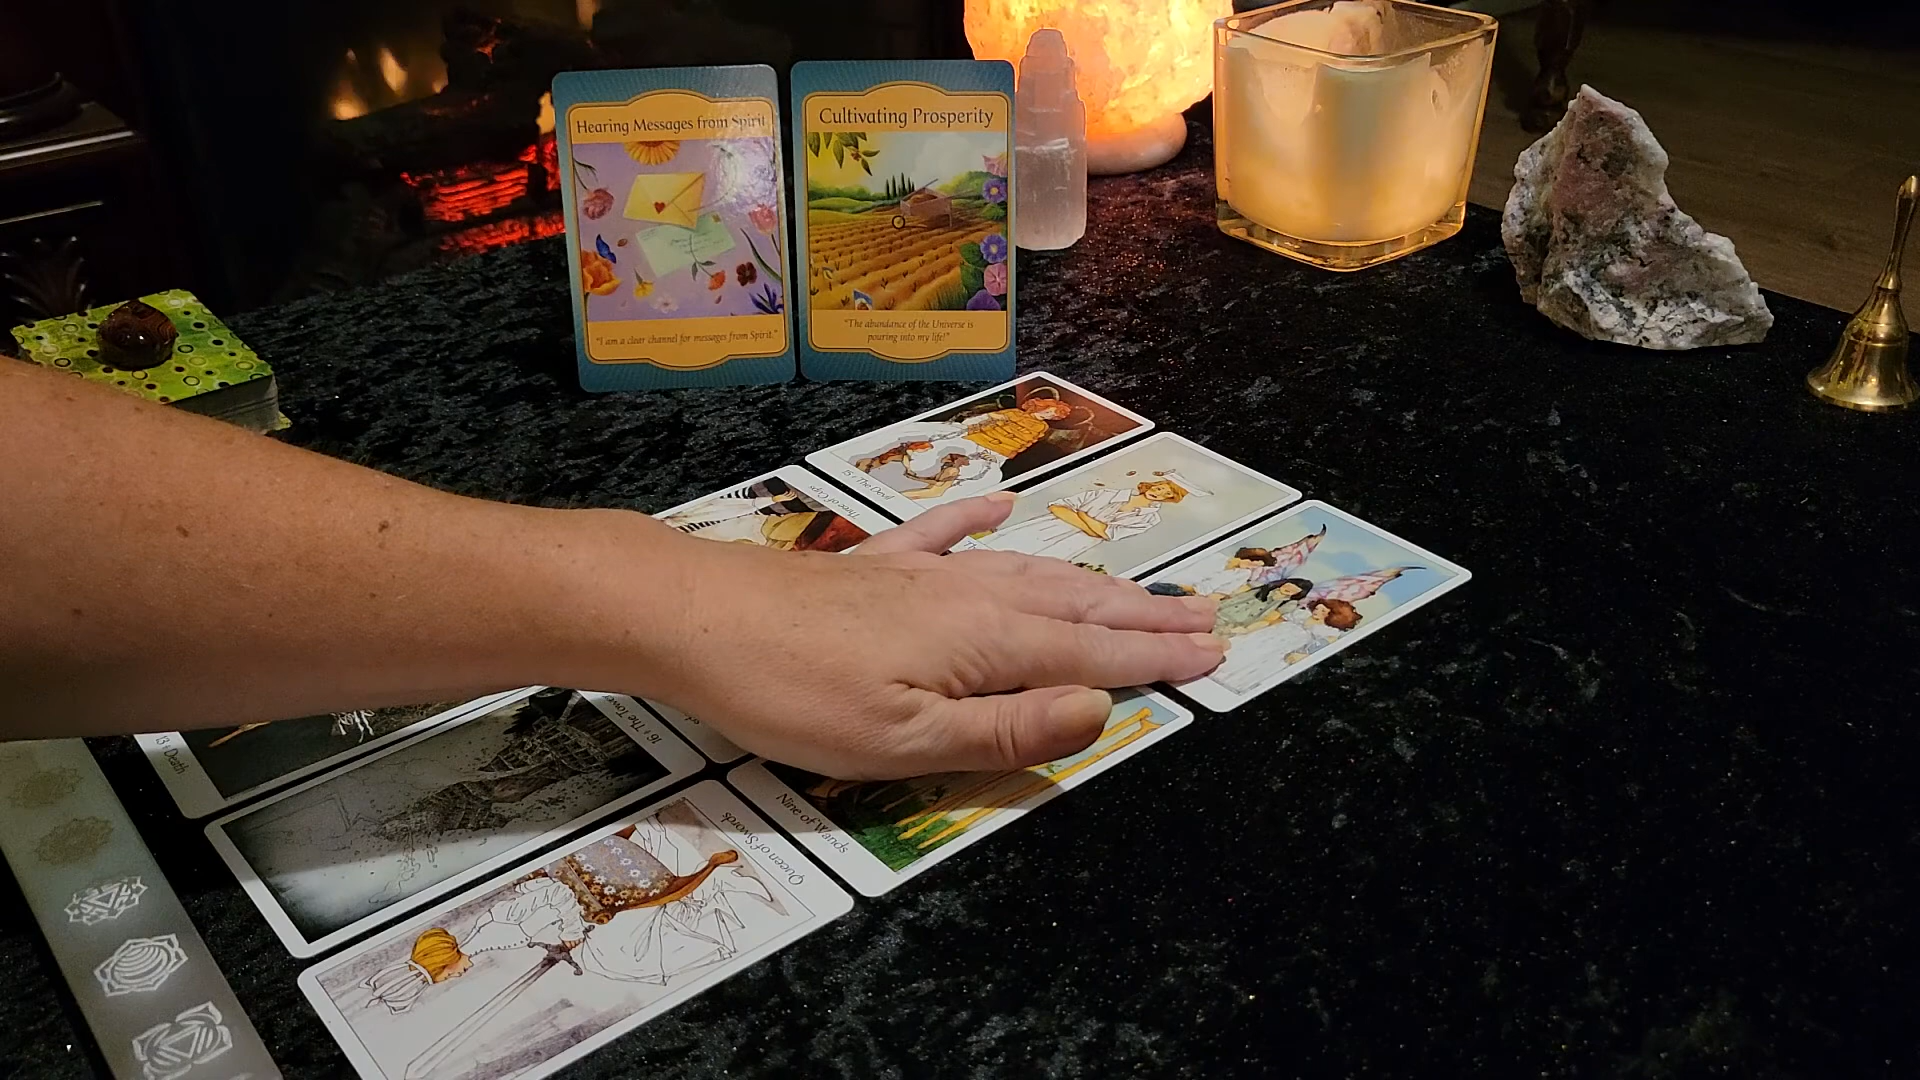 Hearing Messages from Spirit
"I am a clear channel for messages from Spirit."
Cultivating Prosperity
"The abundance of the Universe is
pouring into my life!"
15 : The Devil
Three of Cups
13 : Death
16 : The Tower
Nine of Wands
Queen of Swords